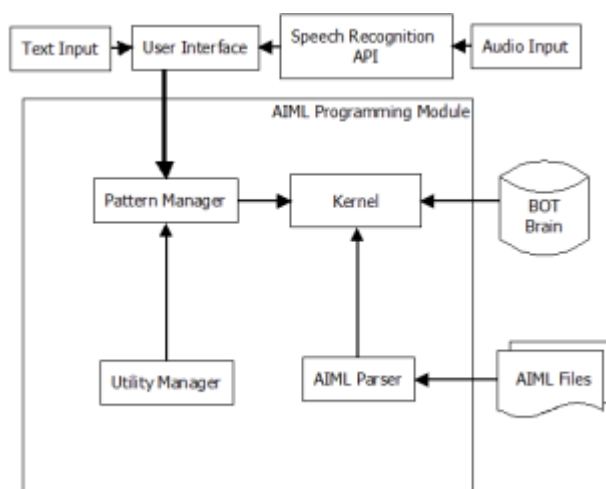 Text Input
User Interface
Speech Recognition
API
Audio Input
AIML Programming Module
Pattern Manager
Kernel
BOT
Brain
Utility Manager
AIML Parser
AIML Files